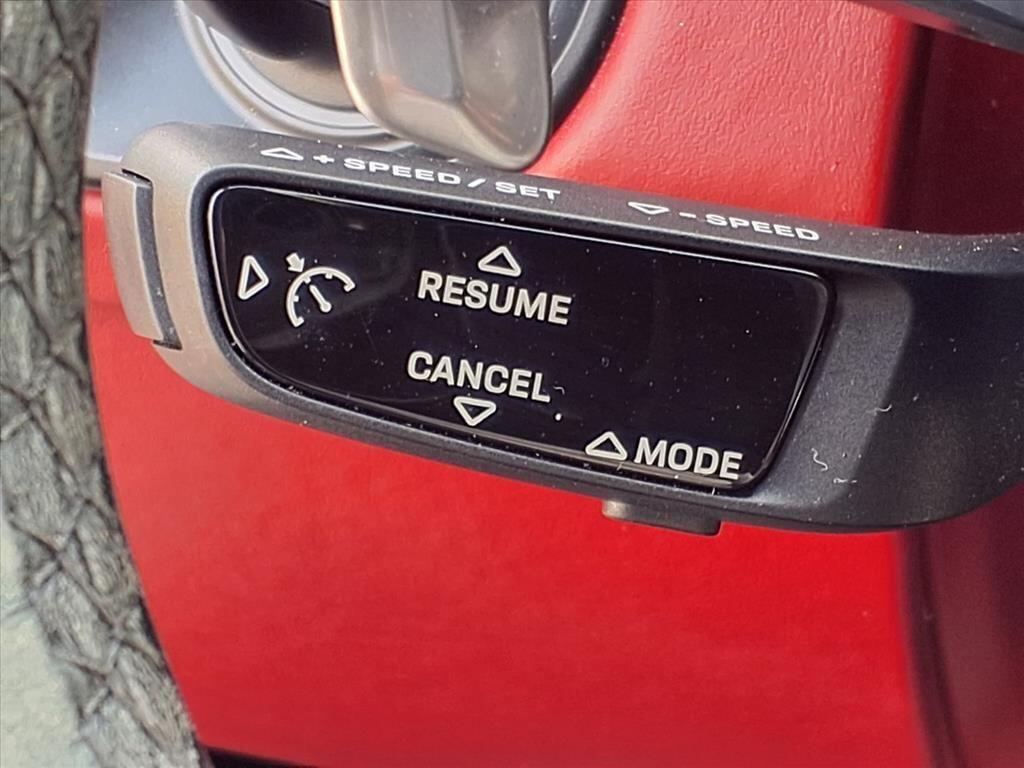 + SPEED / SET
- SPEED
RESUME
CANCEL
MODE